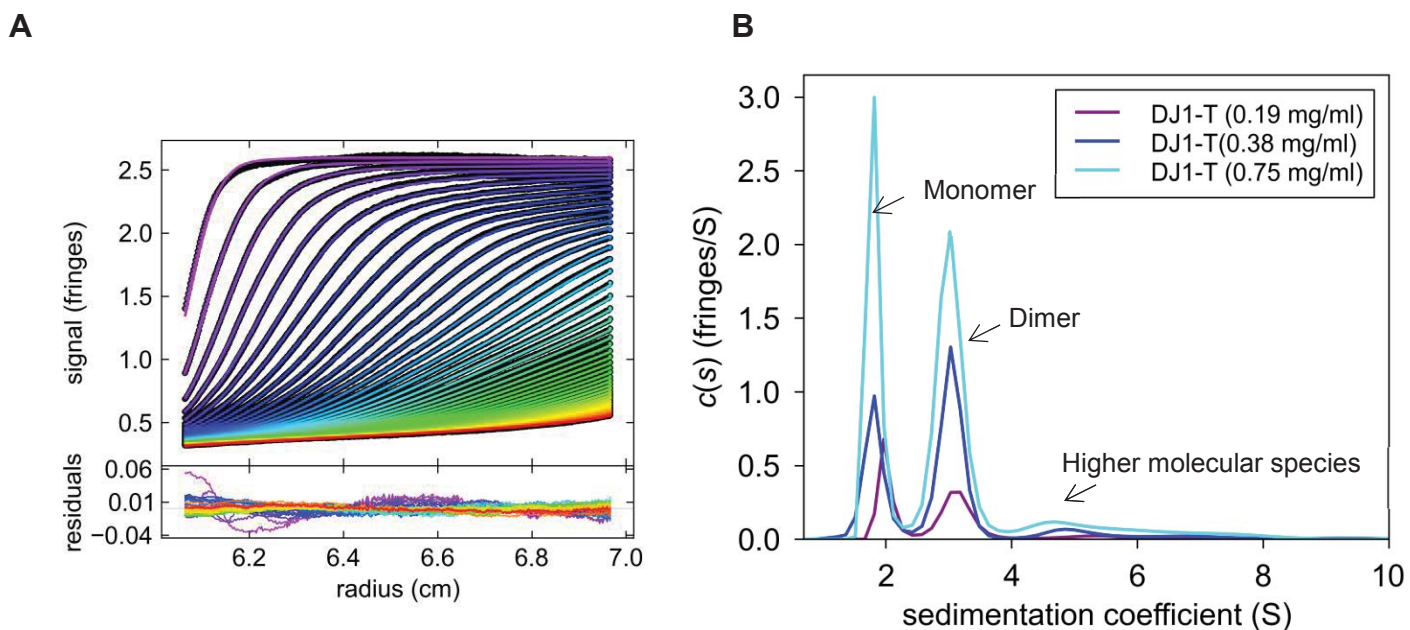 A
signal (fringes)
2.5
2.0
1.5
1.0
0.5
residuals
0.06
0.01
−0.04
6.2 6.4 6.6 6.8 7.0
radius (cm)
B
c(s) (fringes/S)
3.0
2.5
2.0
1.5
1.0
0.5
0.0
DJ1-T (0.19 mg/ml)
DJ1-T(0.38 mg/ml)
DJ1-T (0.75 mg/ml)
Monomer
Dimer
Higher molecular species
2 4 6 8 10
sedimentation coefficient (S)